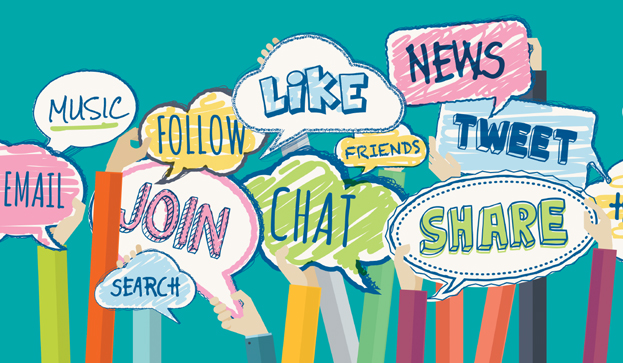 NEWS
LIKE
MUSIC
FOLLOW
TWEET
FRIENDS
EMAIL
JOIN
CHAT
SHARE
+
SEARCH